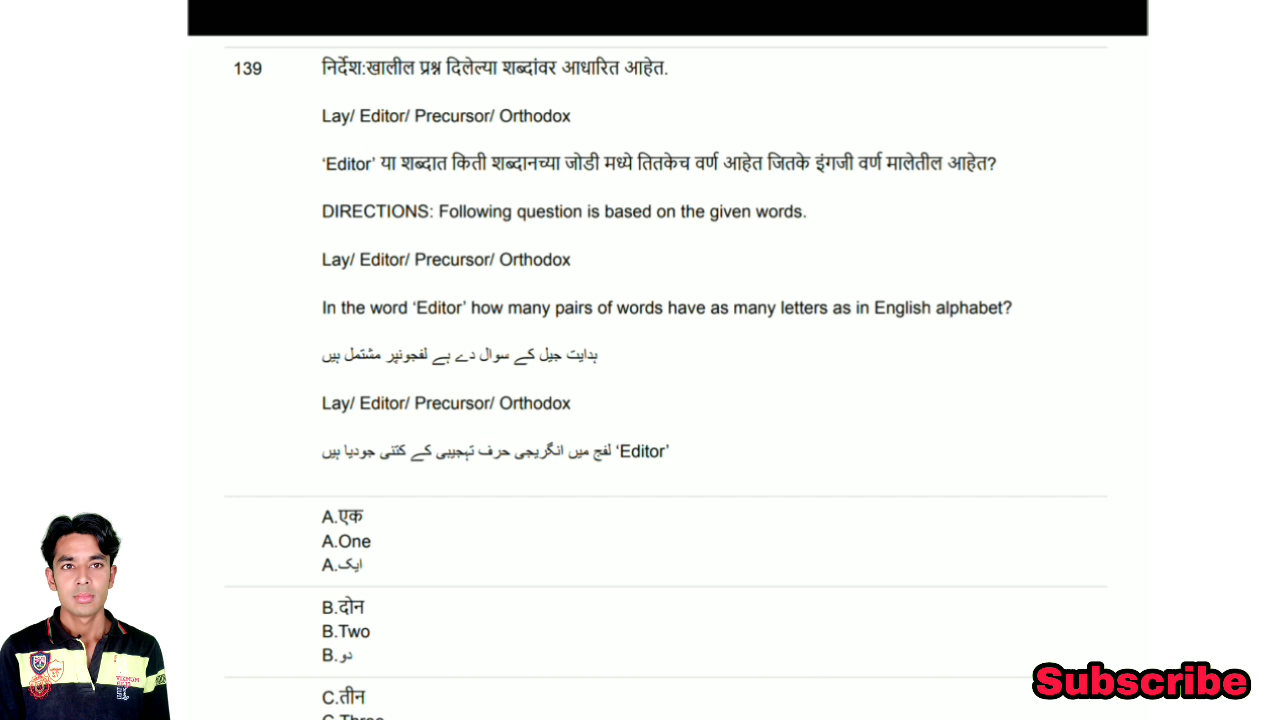 139
निर्देश:खालील प्रश्न दिलेल्या शब्दांवर आधारित आहेत.
Lay/ Editor/ Precursor/ Orthodox
‘Editor’ या शब्दात किती शब्दानच्या जोडी मध्ये तितकेच वर्ण आहेत जितके इंगजी वर्ण मालेतील आहेत?
DIRECTIONS: Following question is based on the given words.
Lay/ Editor/ Precursor/ Orthodox
In the word ‘Editor’ how many pairs of words have as many letters as in English alphabet?
ہدایت جیل کے سوال دے ہے لفجونپر مشتمل ہیں
Lay/ Editor/ Precursor/ Orthodox
‘Editor’ لفج میں انگریجی حرف تہجیبی کے کتنی جودیا ہیں
A.एक
A.One
A.ایک
B.दोन
B.Two
B.دو
C.तीन
C.Three
Subscribe